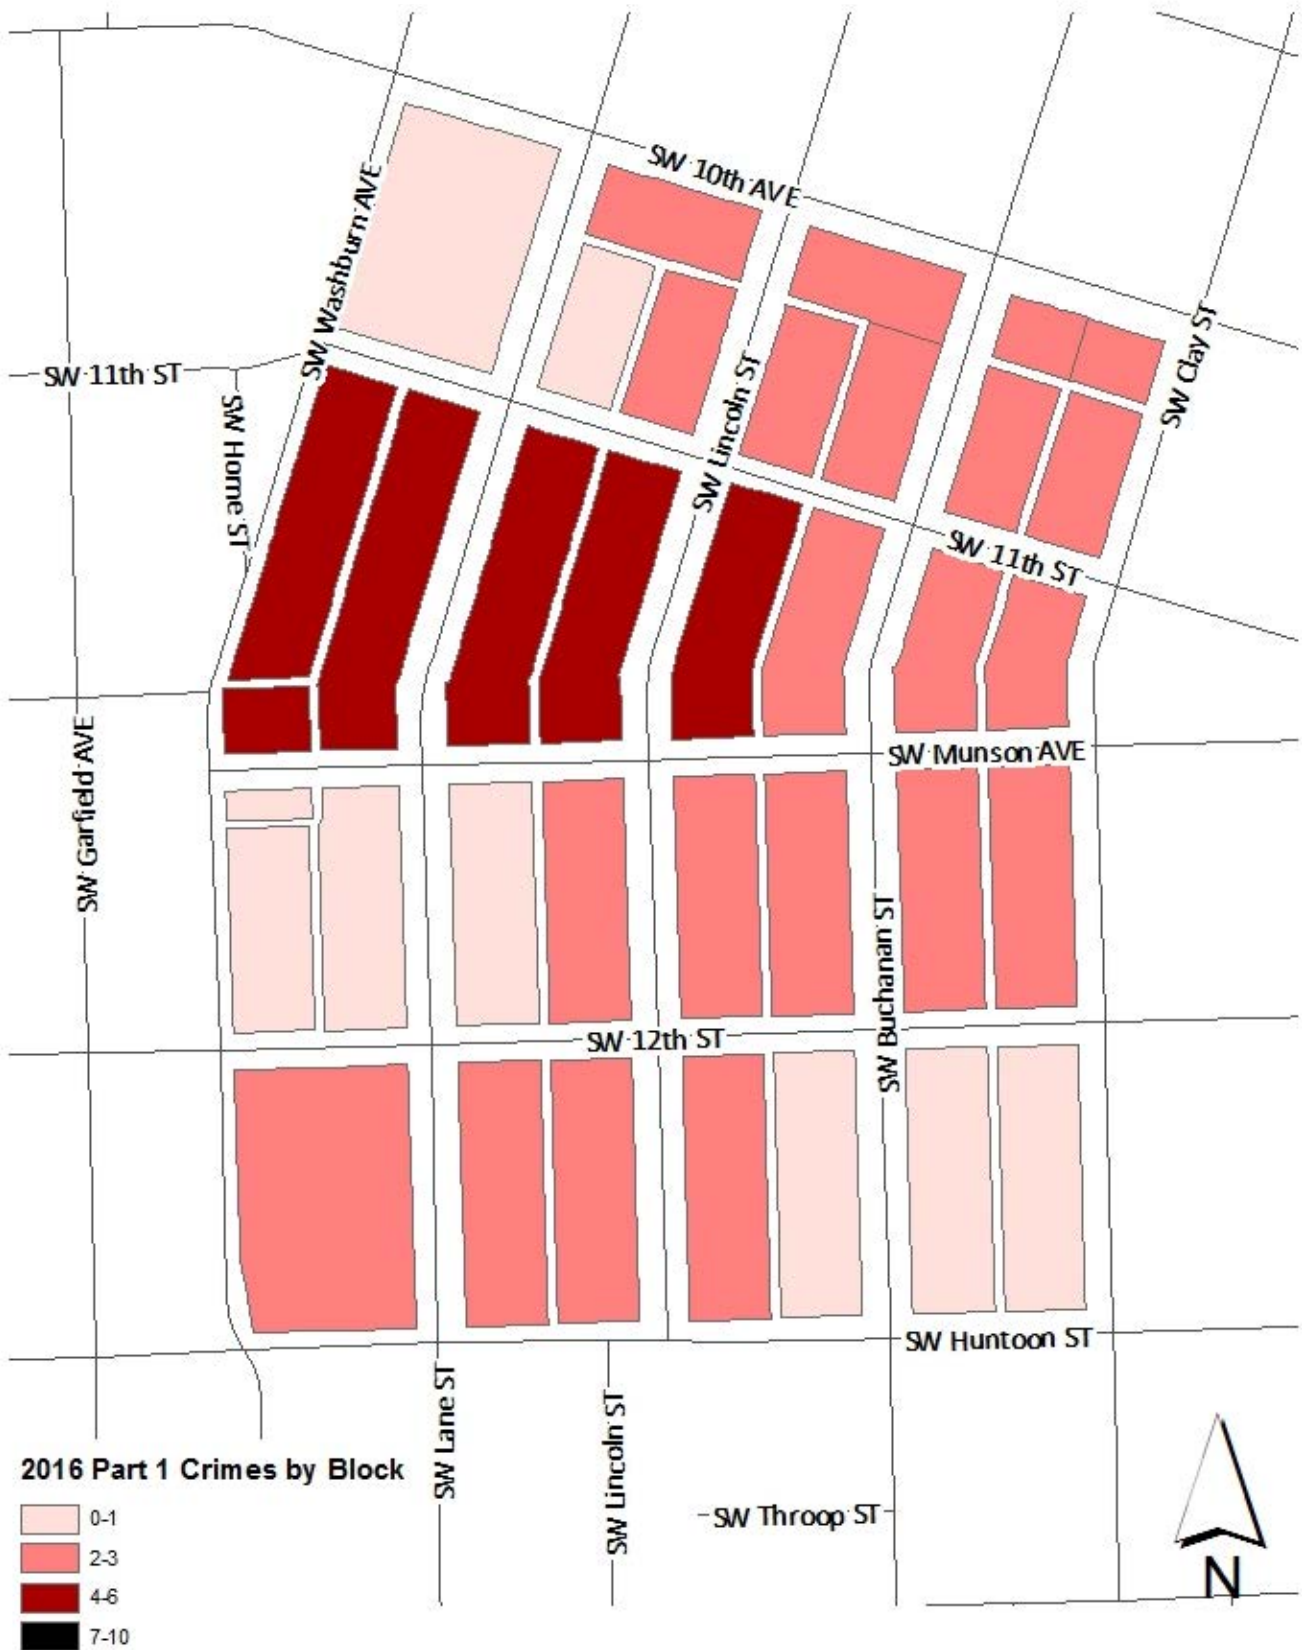 SW 10th AVE
SW Washburn AVE
SW Clay ST
SW 11th ST
SW Lincoln ST
SW Horne ST
SW 11th ST
SW Munson AVE
SW Garfield AVE
SW Buchanan ST
SW 12th ST
SW Huntoon ST
SW Lane ST
SW Lincoln ST
SW Throop ST
2016 Part 1 Crimes by Block
0-1
2-3
4-6
7-10
N